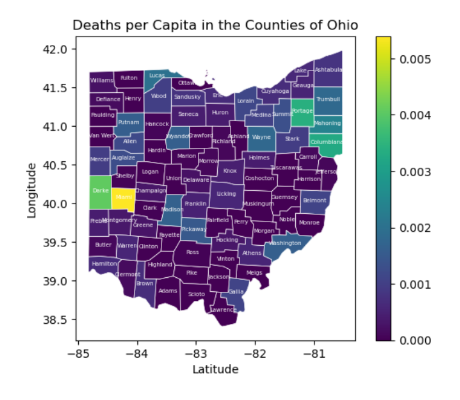 Deaths per Capita in the Counties of Ohio
42.0
41.5
41.0
40.5
40.0
39.5
39.0
38.5
Longitude
−85
−84
−83
−82
−81
Latitude
0.005
0.004
0.003
0.002
0.001
0.000
Williams
Fulton
Lucas
Ottawa
Lake
Ashtabula
Geauga
Defiance
Henry
Wood
Sandusky
Erie
Lorain
Cuyahoga
Trumbull
Paulding
Putnam
Hancock
Seneca
Huron
Medina
Summit
Portage
Mahoning
Van Wert
Allen
Wyandot
Crawford
Richland
Ashland
Wayne
Stark
Columbiana
Mercer
Auglaize
Hardin
Marion
Morrow
Holmes
Tuscarawas
Carroll
Jefferson
Shelby
Logan
Union
Delaware
Knox
Coshocton
Harrison
Darke
Champaign
Licking
Guernsey
Belmont
Clark
Madison
Franklin
Muskingum
Noble
Monroe
Preble
Montgomery
Greene
Fayette
Pickaway
Fairfield
Perry
Morgan
Butler
Warren
Clinton
Ross
Hocking
Athens
Washington
Hamilton
Clermont
Highland
Pike
Vinton
Meigs
Brown
Adams
Scioto
Jackson
Gallia
Lawrence